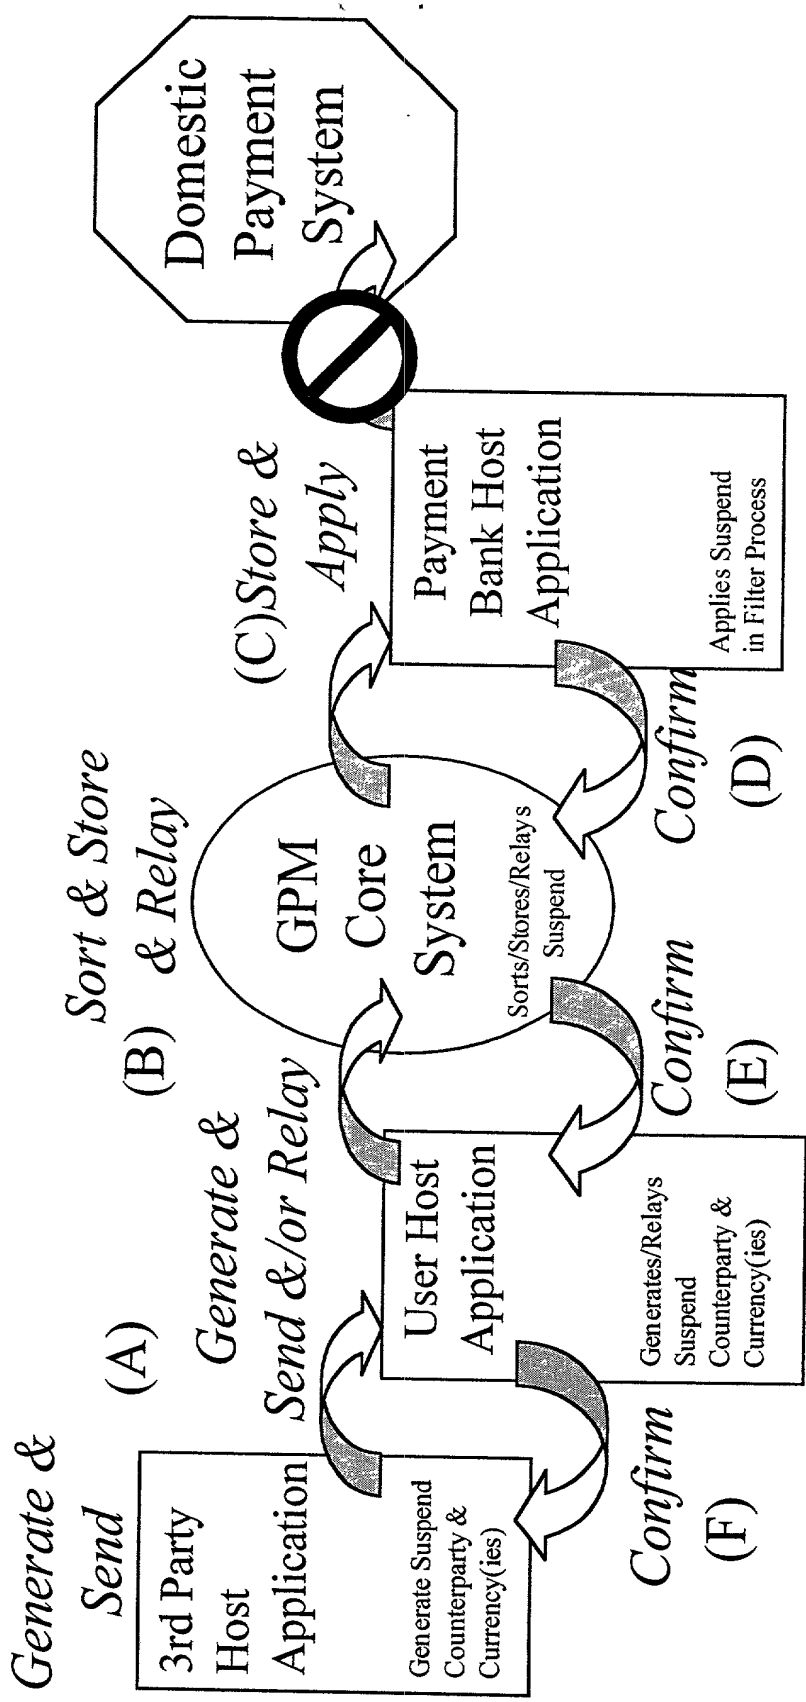 Generate &
Send
3rd Party
Host
Application
Generate Suspend
Counterparty &
Currency(ies)
(A)
Generate &
Send &/or Relay
User Host
Application
Generates/Relays
Suspend
Counterparty &
Currency(ies)
Confirm
(F)
(B)
Sort & Store
& Relay
GPM
Core
System
Sorts/Stores/Relays
Suspend
Confirm
(E)
(C)Store &
Apply
Payment
Bank Host
Application
Applies Suspend
in Filter Process
Confirm
(D)
Domestic
Payment
System